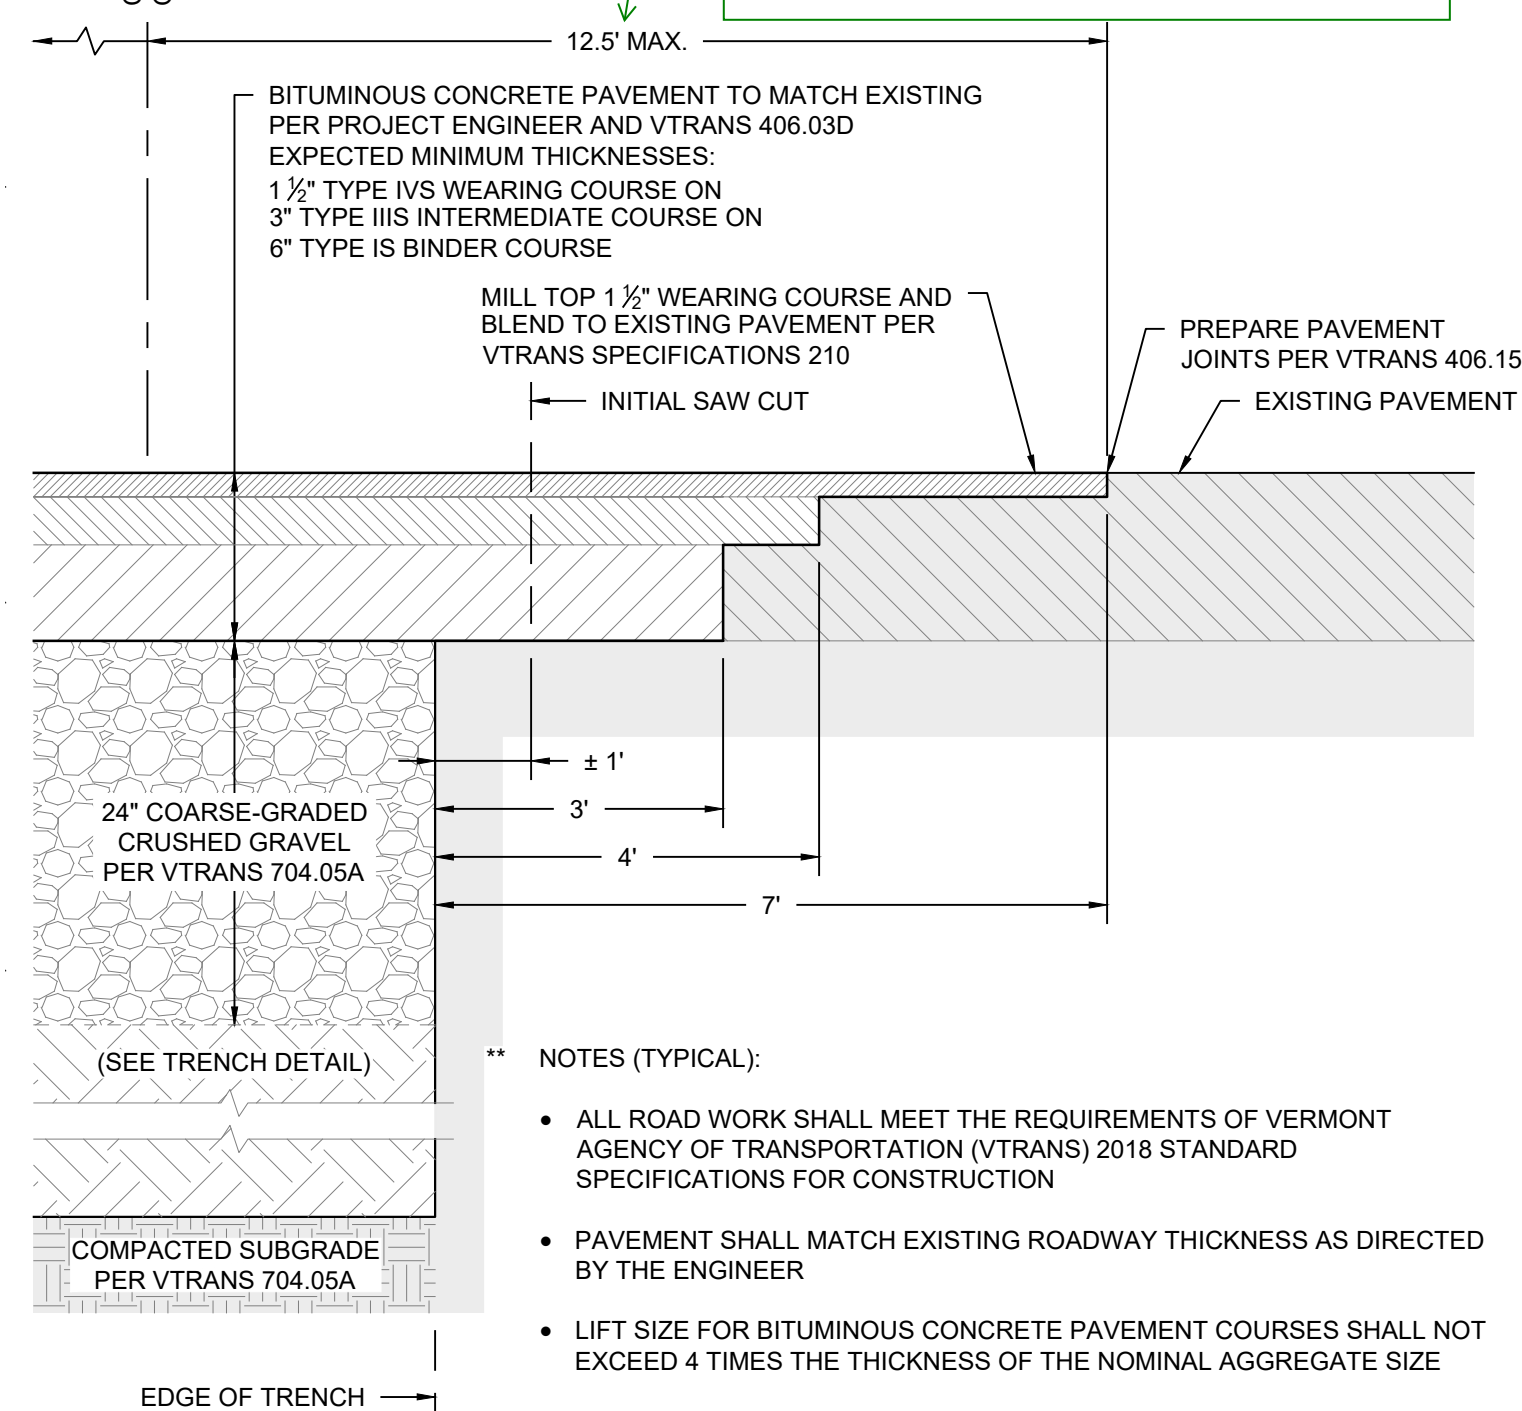 12.5' MAX.
BITUMINOUS CONCRETE PAVEMENT TO MATCH EXISTING
PER PROJECT ENGINEER AND VTRANS 406.03D
EXPECTED MINIMUM THICKNESSES:
1 ½" TYPE IVS WEARING COURSE ON
3" TYPE IIIS INTERMEDIATE COURSE ON
6" TYPE IS BINDER COURSE
MILL TOP 1 ½" WEARING COURSE AND
BLEND TO EXISTING PAVEMENT PER
VTRANS SPECIFICATIONS 210
PREPARE PAVEMENT
JOINTS PER VTRANS 406.15
INITIAL SAW CUT
EXISTING PAVEMENT
± 1'
3'
4'
7'
24" COARSE-GRADED
CRUSHED GRAVEL
PER VTRANS 704.05A
(SEE TRENCH DETAIL)
COMPACTED SUBGRADE
PER VTRANS 704.05A
EDGE OF TRENCH
** NOTES (TYPICAL):
• ALL ROAD WORK SHALL MEET THE REQUIREMENTS OF VERMONT
AGENCY OF TRANSPORTATION (VTRANS) 2018 STANDARD
SPECIFICATIONS FOR CONSTRUCTION
• PAVEMENT SHALL MATCH EXISTING ROADWAY THICKNESS AS DIRECTED
BY THE ENGINEER
• LIFT SIZE FOR BITUMINOUS CONCRETE PAVEMENT COURSES SHALL NOT
EXCEED 4 TIMES THE THICKNESS OF THE NOMINAL AGGREGATE SIZE